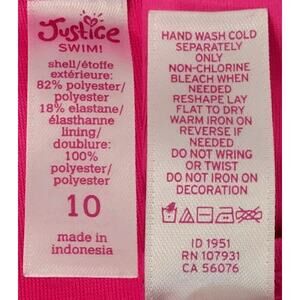 Justice
SWIM!
shell/étoffe
extérieure:
82% polyester/
polyester
18% elastane/
élasthanne
lining/
doublure:
100%
polyester/
polyester
10
made in
indonesia
HAND WASH COLD
SEPARATELY
ONLY
NON-CHLORINE
BLEACH WHEN
NEEDED
RESHAPE LAY
FLAT TO DRY
WARM IRON ON
REVERSE IF
NEEDED
DO NOT WRING
OR TWIST
DO NOT IRON ON
DECORATION
ID 1951
RN 107931
CA 56076